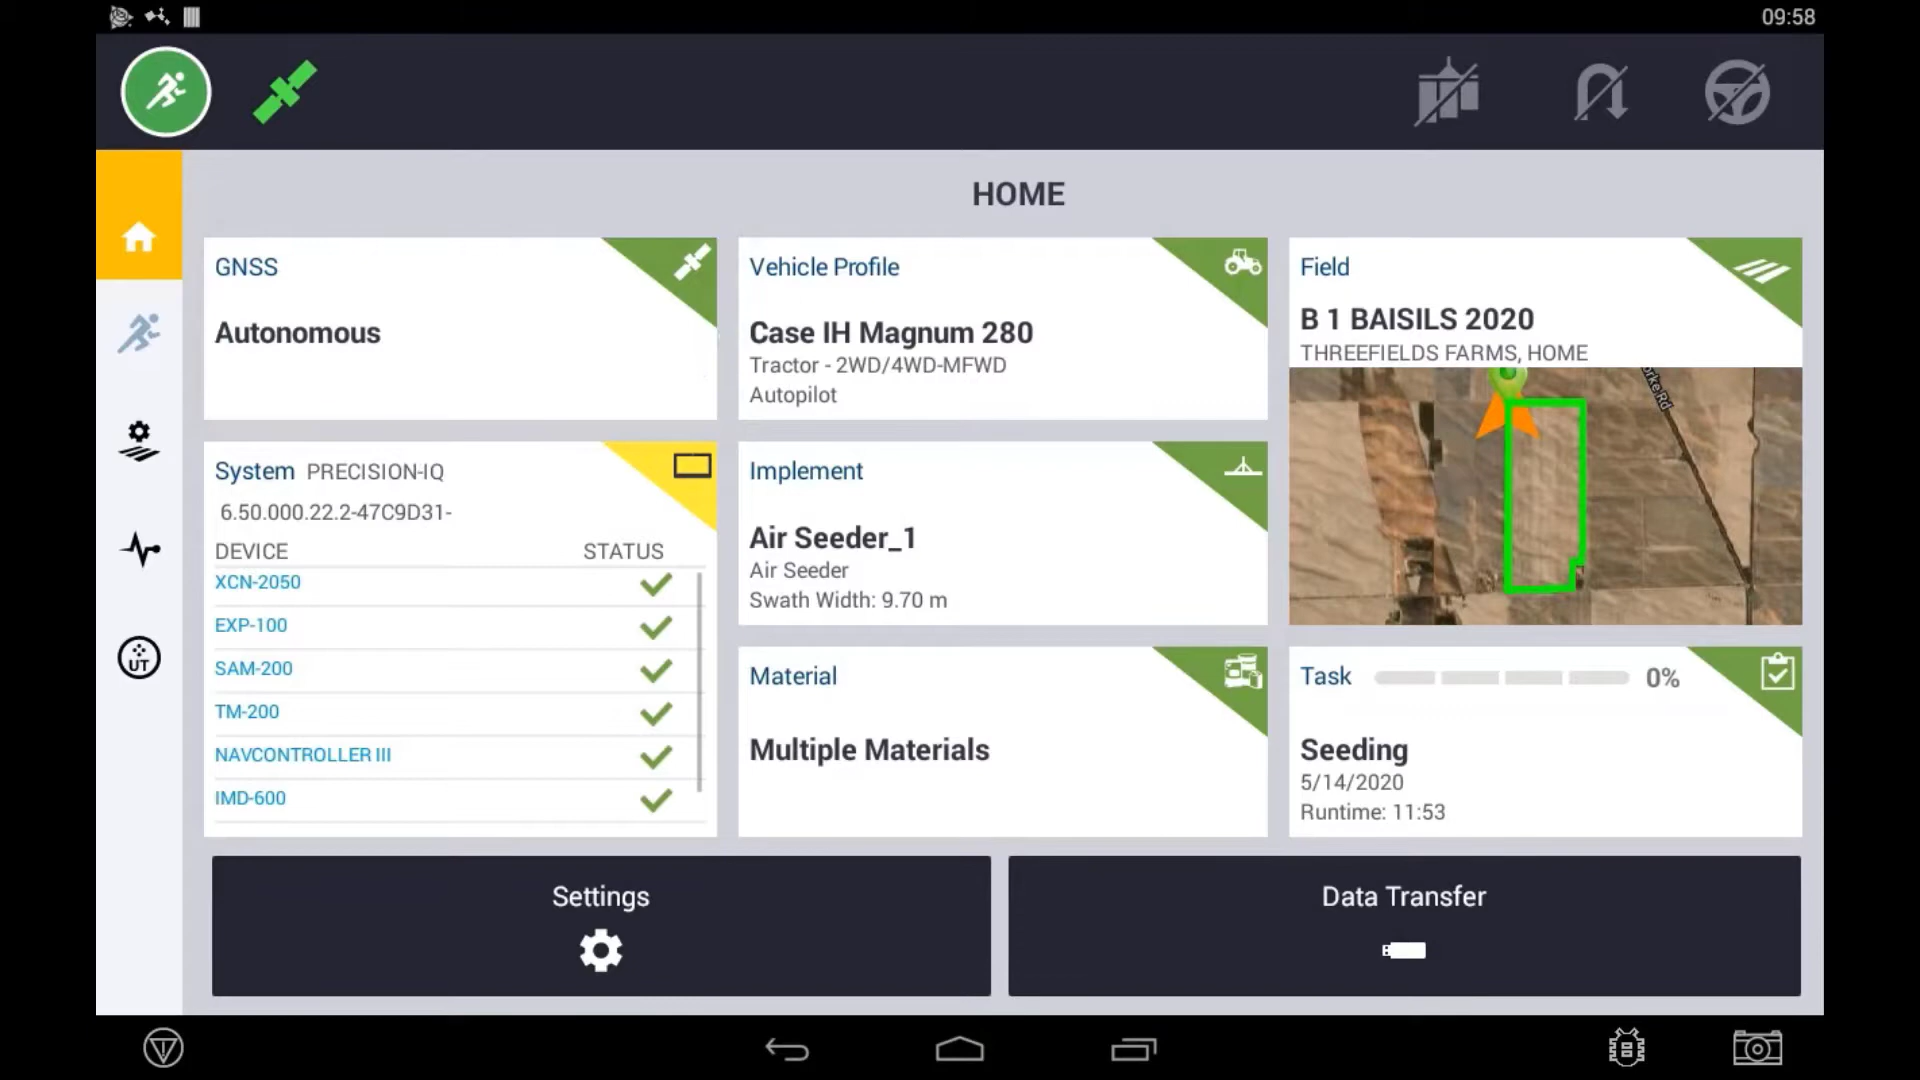 09:58
HOME
GNSS
Autonomous
System PRECISION-IQ
6.50.000.22.2-47C9D31-
DEVICE STATUS
XCN-2050
EXP-100
SAM-200
TM-200
NAVCONTROLLER III
IMD-600
Vehicle Profile
Case IH Magnum 280
Tractor - 2WD/4WD-MFWD
Autopilot
Implement
Air Seeder_1
Air Seeder
Swath Width: 9.70 m
Material
Multiple Materials
Field
B 1 BAISILS 2020
THREEFIELDS FARMS, HOME
Task 0%
Seeding
5/14/2020
Runtime: 11:53
UT
Settings
Data Transfer